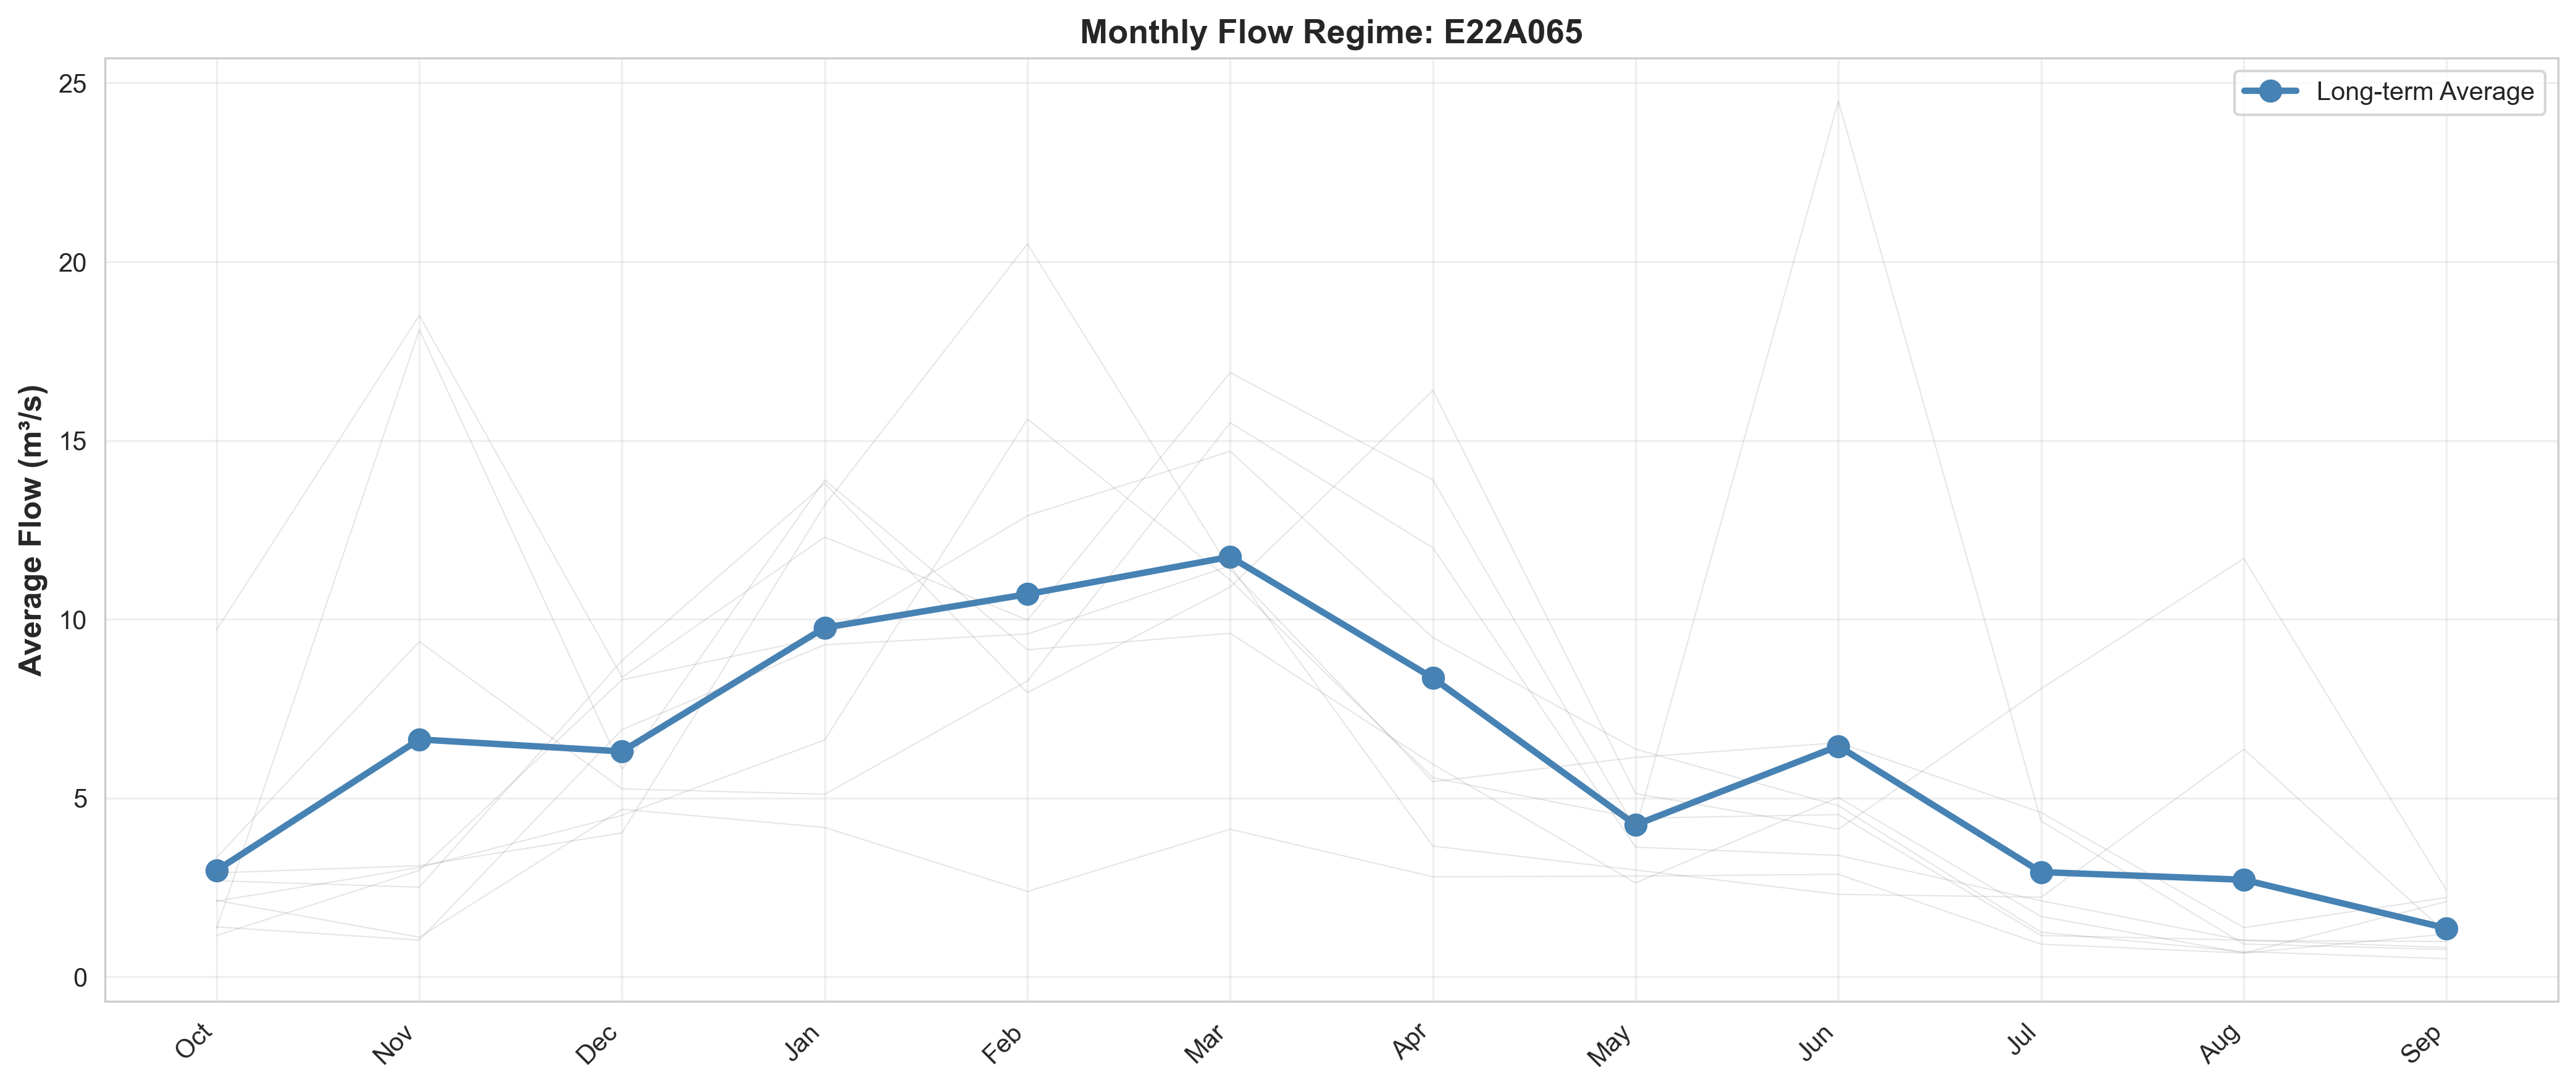 Monthly Flow Regime: E22A065
Long-term Average
Average Flow (m³/s)
25
20
15
10
5
0
Oct
Nov
Dec
Jan
Feb
Mar
Apr
May
Jun
Jul
Aug
Sep